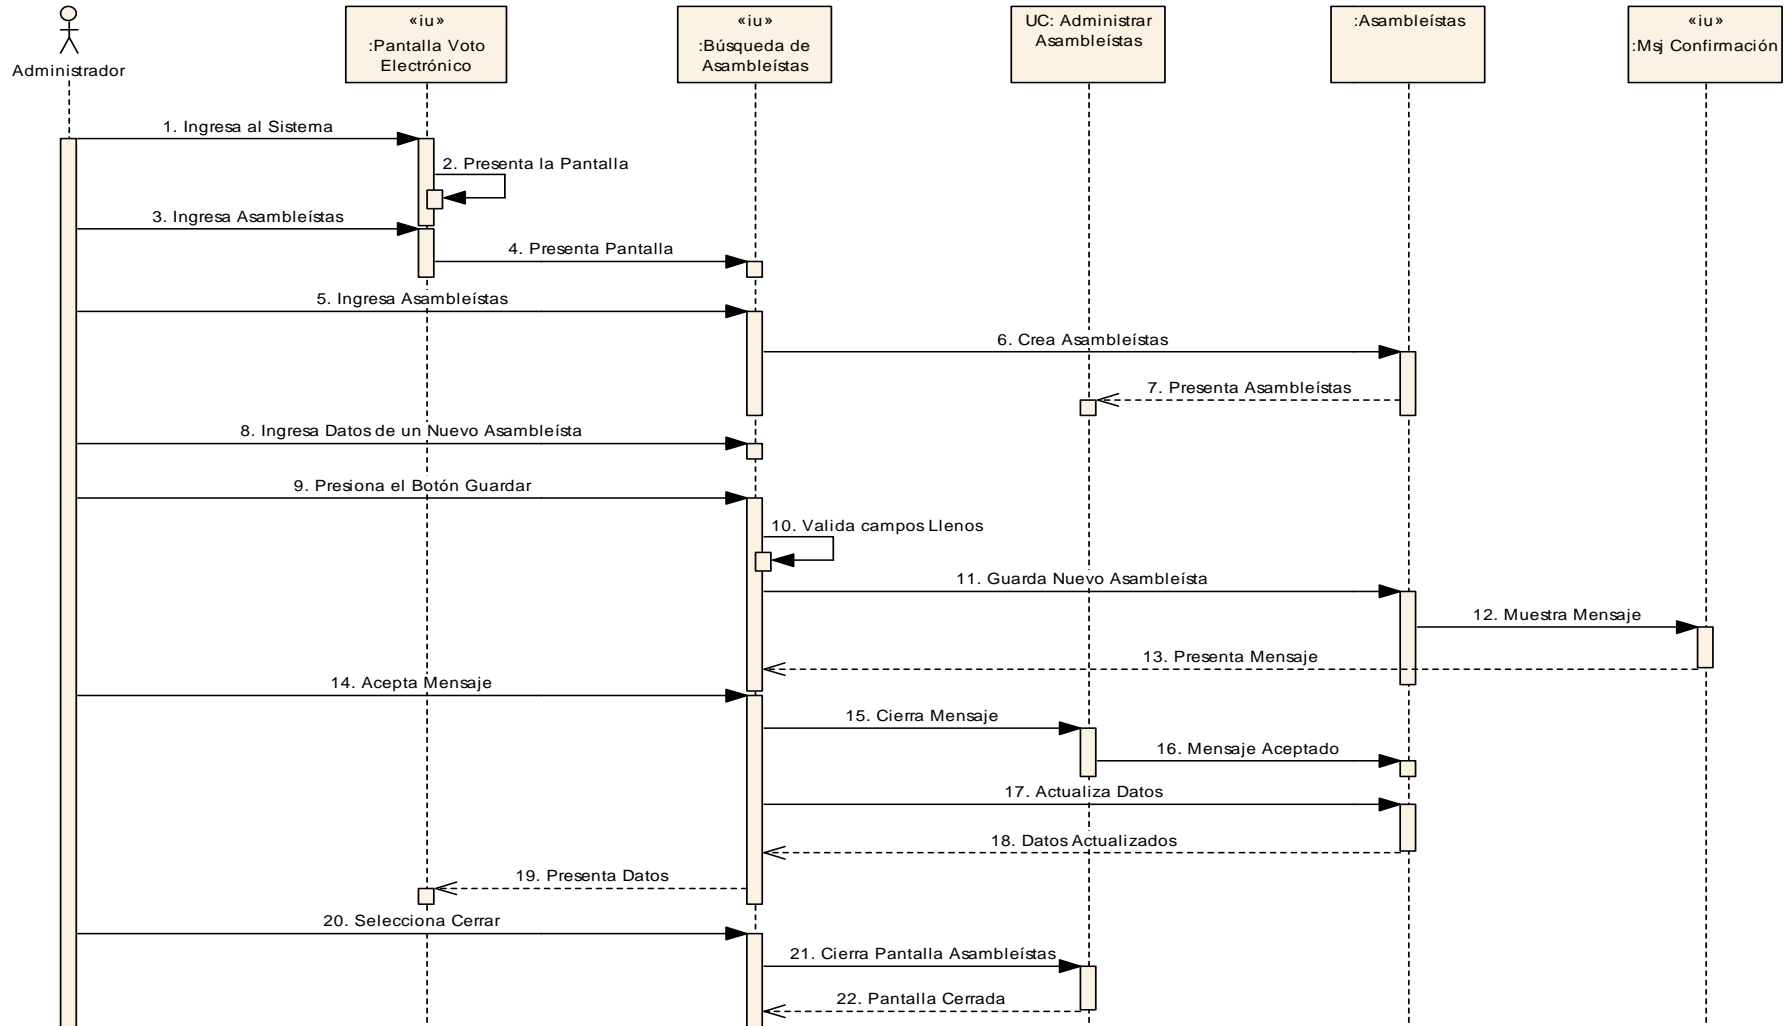 Administrador
«iu»
:Pantalla Voto
Electrónico
«iu»
:Búsqueda de
Asambleístas
UC: Administrar
Asambleístas
:Asambleístas
«iu»
:Msj Confirmación
1. Ingresa al Sistema
2. Presenta la Pantalla
3. Ingresa Asambleístas
4. Presenta Pantalla
5. Ingresa Asambleístas
6. Crea Asambleístas
7. Presenta Asambleístas
8. Ingresa Datos de un Nuevo Asambleísta
9. Presiona el Botón Guardar
10. Valida campos Llenos
11. Guarda Nuevo Asambleísta
12. Muestra Mensaje
13. Presenta Mensaje
14. Acepta Mensaje
15. Cierra Mensaje
16. Mensaje Aceptado
17. Actualiza Datos
18. Datos Actualizados
19. Presenta Datos
20. Selecciona Cerrar
21. Cierra Pantalla Asambleístas
22. Pantalla Cerrada